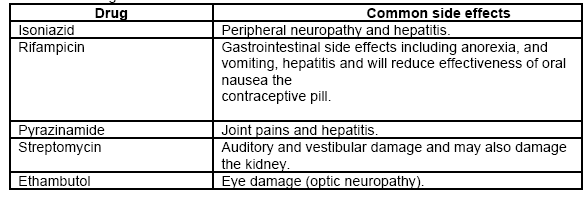 Drug Common side effects
Isoniazid Peripheral neuropathy and hepatitis.
Rifampicin Gastrointestinal side effects including anorexia, and
vomiting, hepatitis and will reduce effectiveness of oral
nausea the
contraceptive pill.
Pyrazinamide Joint pains and hepatitis.
Streptomycin Auditory and vestibular damage and may also damage
the kidney.
Ethambutol Eye damage (optic neuropathy).